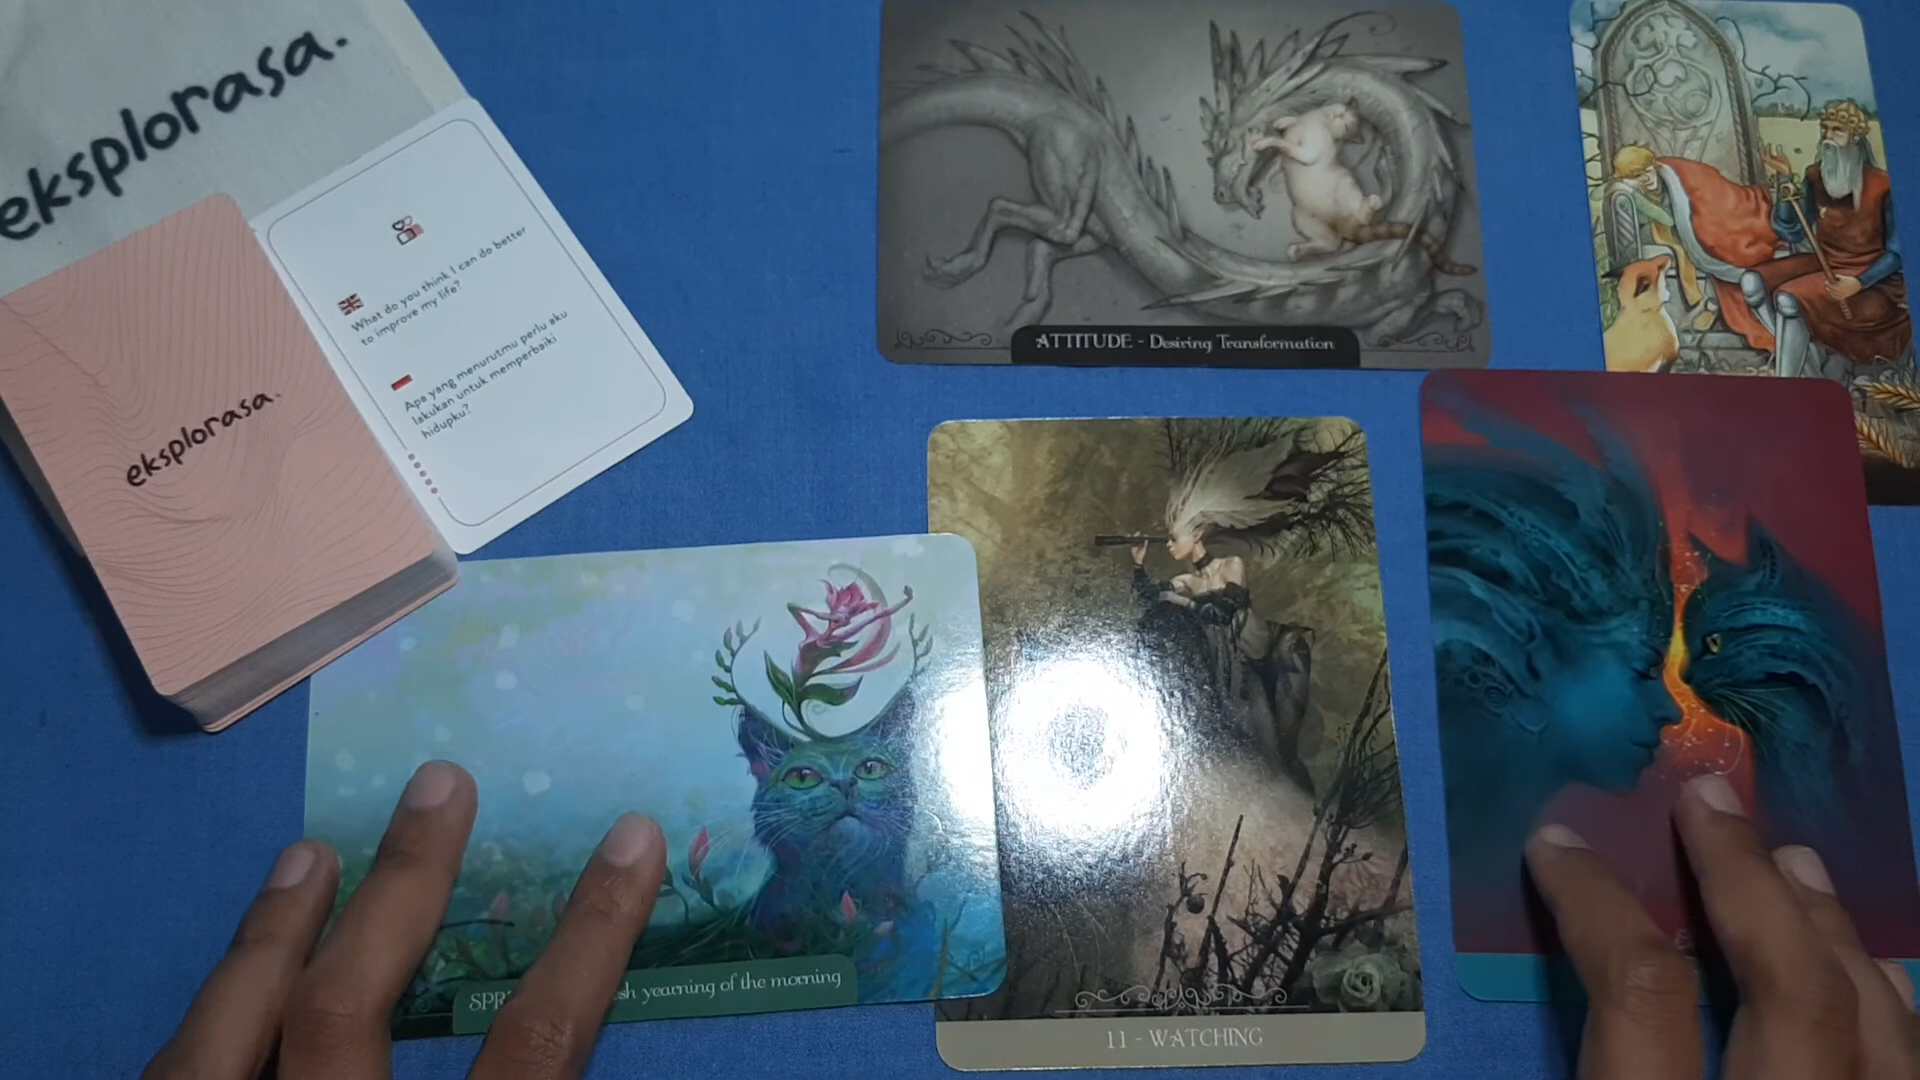 eksplorasa.
What do you think I can do better
to improve my life?
Apa yang menurutmu perlu aku
lakukan untuk memperbaiki
hidupku?
eksplorasa.
ATTITUDE - Desiring Transformation
yearning of the morning
11 - WATCHING